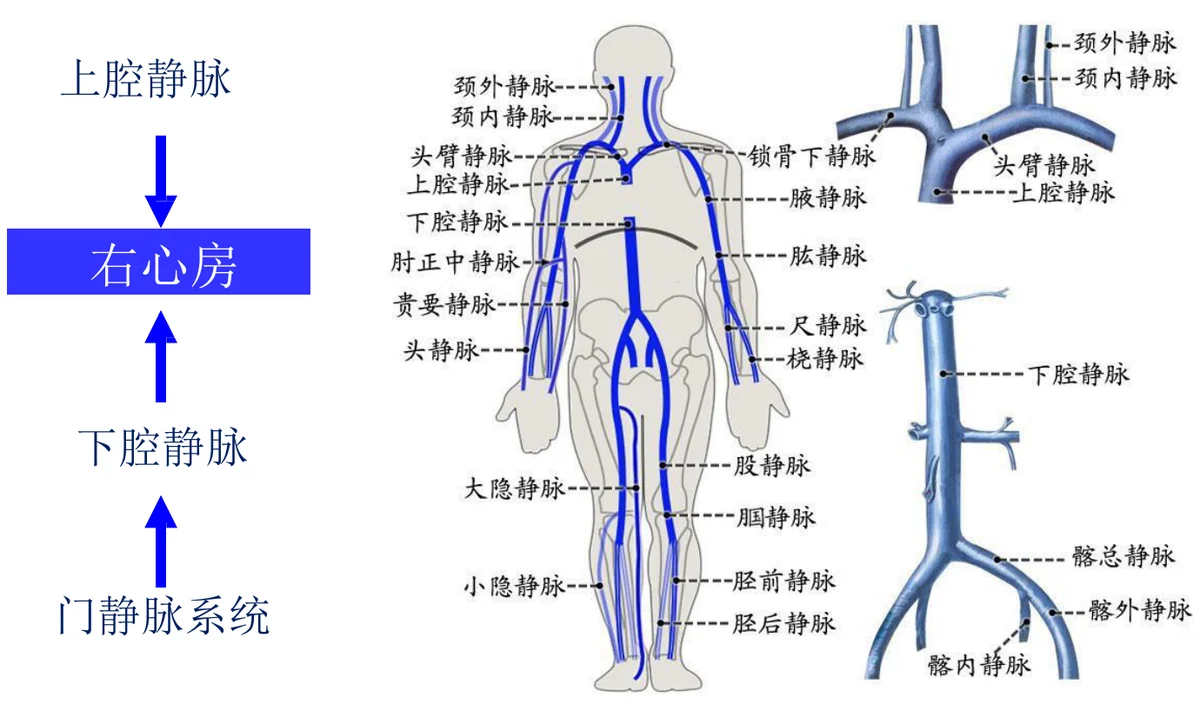 上腔静脉
右心房
下腔静脉
门静脉系统
颈外静脉
颈内静脉
头臂静脉
上腔静脉
下腔静脉
肘正中静脉
贵要静脉
头静脉
大隐静脉
小隐静脉
锁骨下静脉
腋静脉
肱静脉
尺静脉
桡静脉
股静脉
腘静脉
胫前静脉
胫后静脉
颈外静脉
颈内静脉
头臂静脉
上腔静脉
下腔静脉
髂总静脉
髂外静脉
髂内静脉